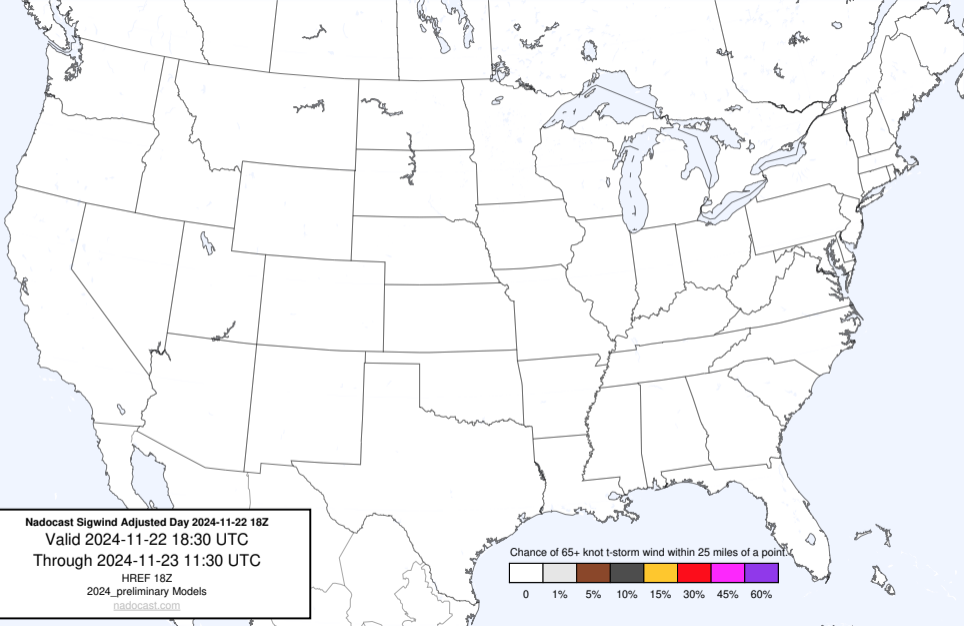 Nadocast Sigwind Adjusted Day 2024-11-22 18Z
Valid 2024-11-22 18:30 UTC
Through 2024-11-23 11:30 UTC
HREF 18Z
2024_preliminary Models
nadocast.com
Chance of 65+ knot t-storm wind within 25 miles of a point.
0 1% 5% 10% 15% 30% 45% 60%